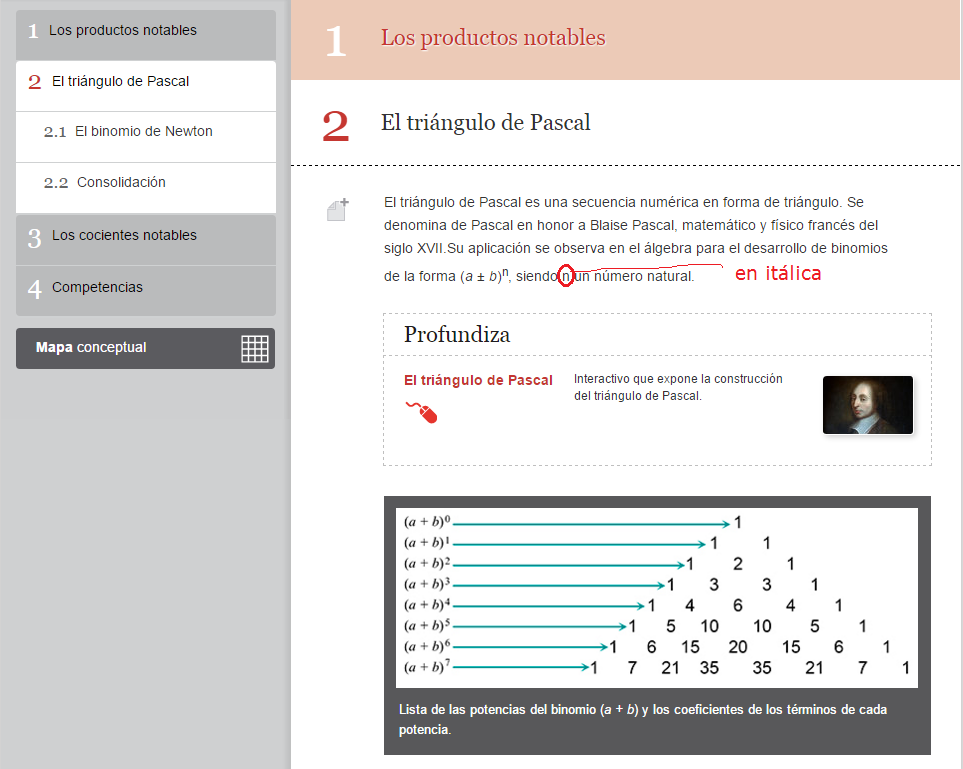 1 Los productos notables
2 El triángulo de Pascal
2.1 El binomio de Newton
2.2 Consolidación
3 Los cocientes notables
4 Competencias
Mapa conceptual
1 Los productos notables
2 El triángulo de Pascal
El triángulo de Pascal es una secuencia numérica en forma de triángulo. Se
denomina de Pascal en honor a Blaise Pascal, matemático y físico francés del
siglo XVII.Su aplicación se observa en el álgebra para el desarrollo de binomios
de la forma (a ± b)ⁿ, siendo n un número natural.
en itálica
Profundiza
El triángulo de Pascal
Interactivo que expone la construcción
del triángulo de Pascal.
(a + b)⁰ 1
(a + b)¹ 1 1
(a + b)² 1 2 1
(a + b)³ 1 3 3 1
(a + b)⁴ 1 4 6 4 1
(a + b)⁵ 1 5 10 10 5 1
(a + b)⁶ 1 6 15 20 15 6 1
(a + b)⁷ 1 7 21 35 35 21 7 1
Lista de las potencias del binomio (a + b) y los coeficientes de los términos de cada
potencia.